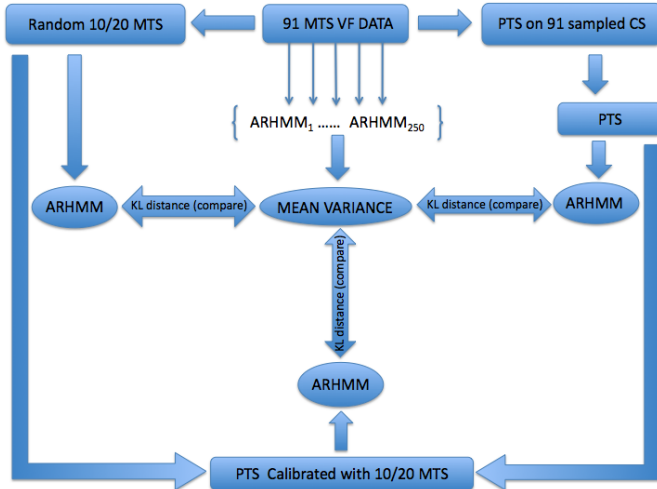 Random 10/20 MTS
91 MTS VF DATA
PTS on 91 sampled CS
{ ARHMM1 ...... ARHMM250 }
PTS
ARHMM
KL distance (compare)
MEAN VARIANCE
KL distance (compare)
ARHMM
KL distance (compare)
ARHMM
PTS Calibrated with 10/20 MTS